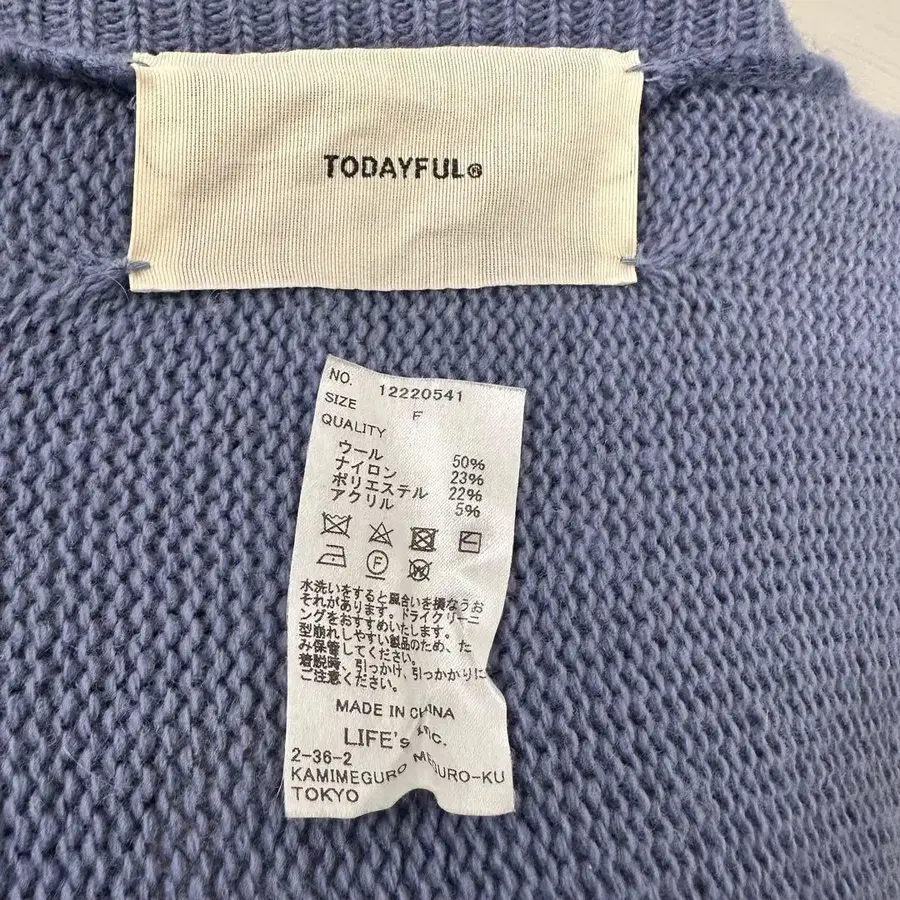 TODAYFUL®
NO. 12220541
SIZE F
QUALITY
ウール 50%
ナイロン 23%
ポリエステル 22%
アクリル 5%
F
W
水洗いをすると風合いを損なうお
それがあります。ドライクリーニ
ングをおすすめいたします。
型崩れしやすい製品のため、た
たみ保管してください。
着脱時、引っかけ、引っかかりに
ご注意ください。
MADE IN CHINA
LIFE's
2-36-2
KAMIMEGURO MEGURO-KU
TOKYO